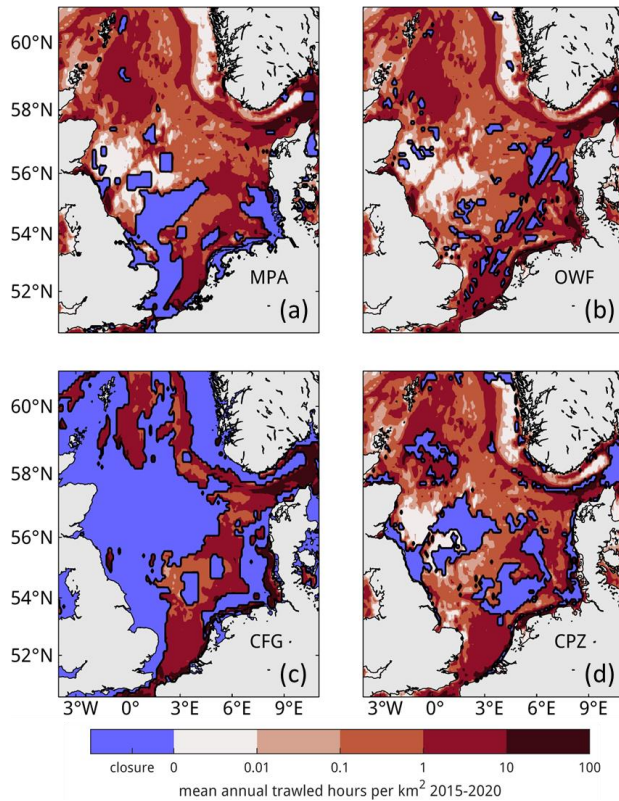 60°N
58°N
56°N
54°N
52°N
MPA
(a)
OWF
(b)
60°N
58°N
56°N
54°N
52°N
CFG
(c)
CPZ
(d)
3°W 0° 3°E 6°E 9°E
3°W 0° 3°E 6°E 9°E
closure 0 0.01 0.1 1 10 100
mean annual trawled hours per km² 2015-2020